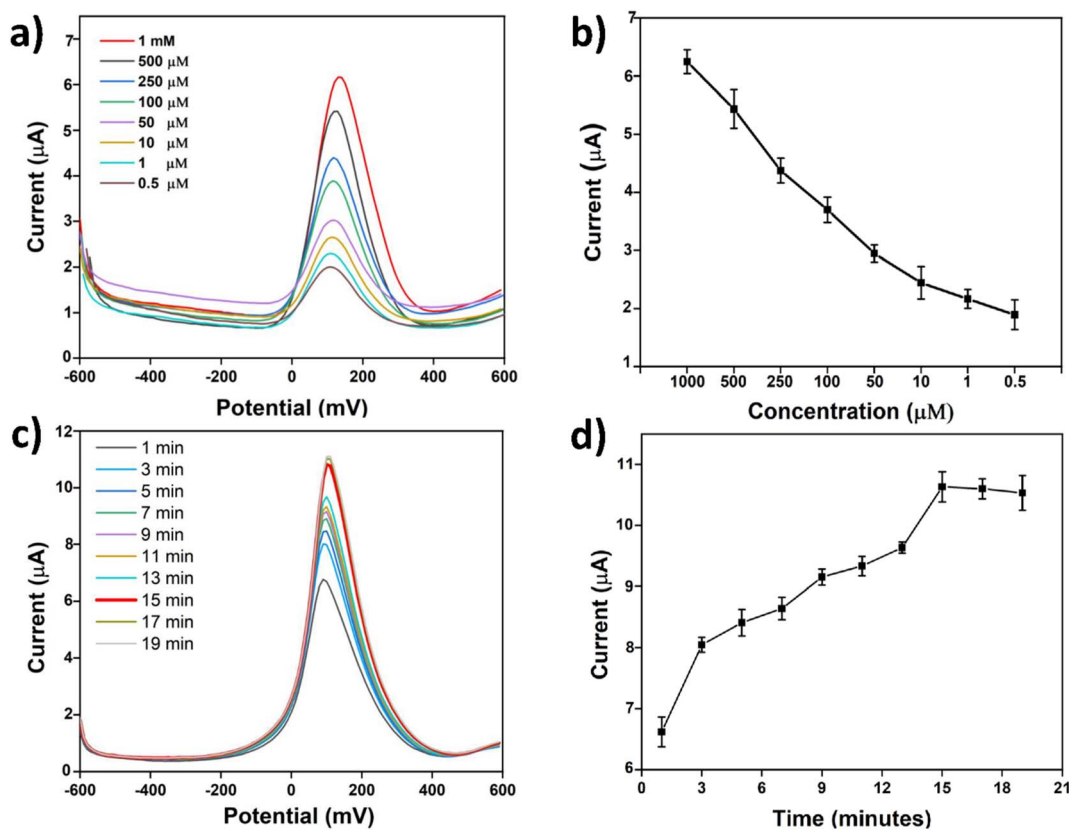 a)
7
6
5
4
3
2
1
0
Current (μA)
1 mM
500 μM
250 μM
100 μM
50 μM
10 μM
1 μM
0.5 μM
-600 -400 -200 0 200 400 600
Potential (mV)
b)
7
6
5
4
3
2
1
Current (μA)
1000 500 250 100 50 10 1 0.5
Concentration (μM)
c)
12
10
8
6
4
2
0
Current (μA)
1 min
3 min
5 min
7 min
9 min
11 min
13 min
15 min
17 min
19 min
-600 -400 -200 0 200 400 600
Potential (mV)
d)
11
10
9
8
7
6
Current (μA)
0 3 6 9 12 15 18 21
Time (minutes)